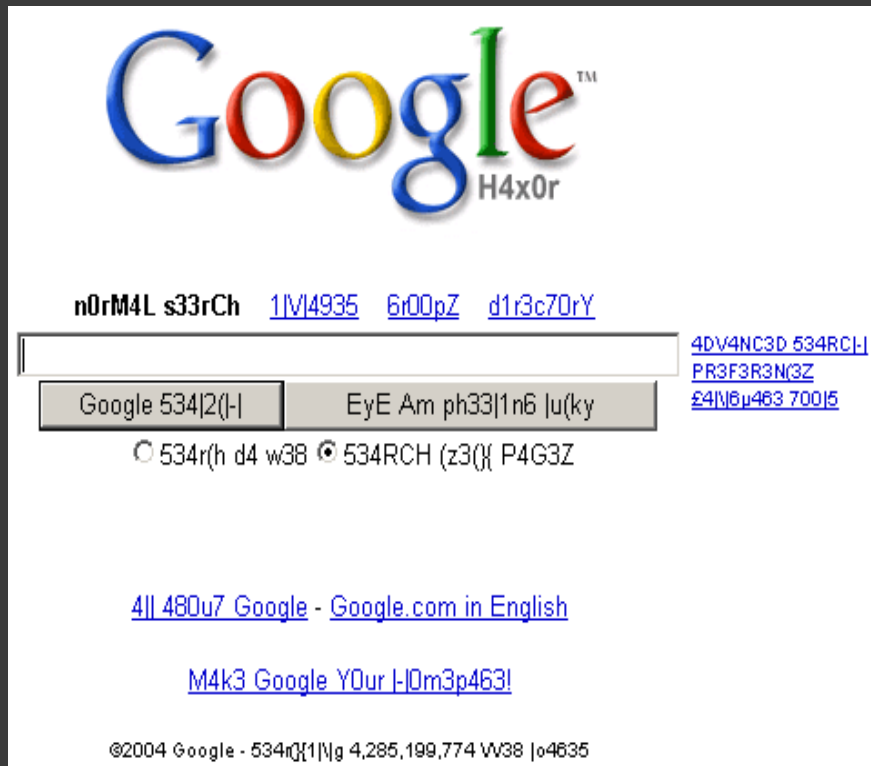 Google™
H4x0r
n0rM4L s33rCh 1|V|4935 6r00pZ d1r3c70rY
4DV4NC3D 534RC|-|
PR3F3R3N(3Z
£4|\|6µ463 700|5
Google 534|2(|-| EyE Am ph33|1n6 |u(ky
534r(h d4 w38 534RCH (z3(}{ P4G3Z
4|| 480u7 Google - Google.com in English
M4k3 Google Y0ur |-|0m3p463!
©2004 Google - 534r(}{1|\|g 4,285,199,774 VV38 |o4635